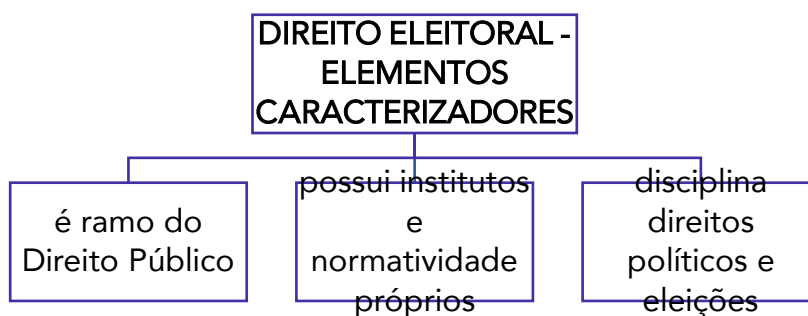 DIREITO ELEITORAL -
ELEMENTOS
CARACTERIZADORES
é ramo do
Direito Público
possui institutos
e
normatividade
próprios
disciplina
direitos
políticos e
eleições